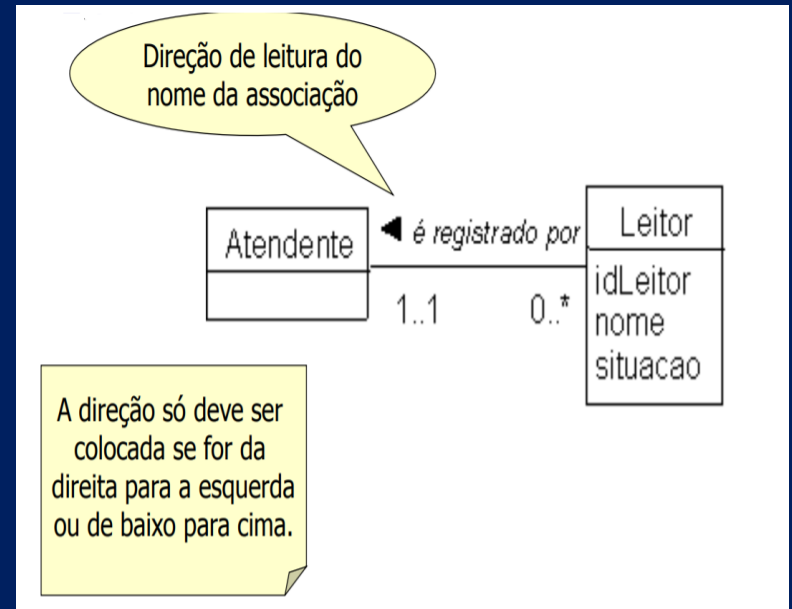 Direção de leitura do
nome da associação
Atendente
◄ é registrado por
Leitor
1..1
0..*
idLeitor
nome
situacao
A direção só deve ser
colocada se for da
direita para a esquerda
ou de baixo para cima.